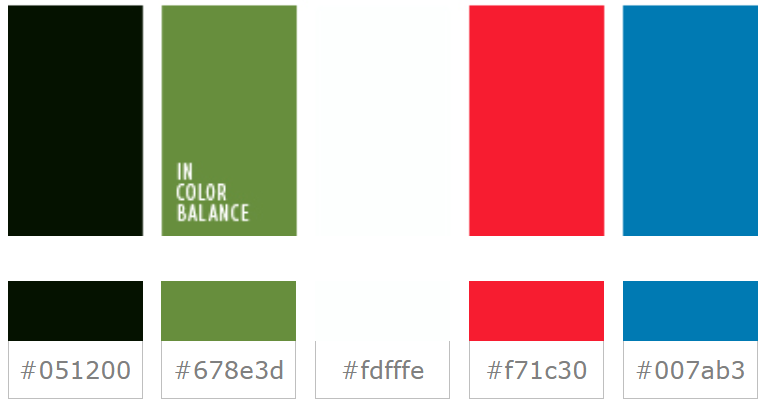 IN
COLOR
BALANCE
#051200
#678e3d
#fdfffe
#f71c30
#007ab3